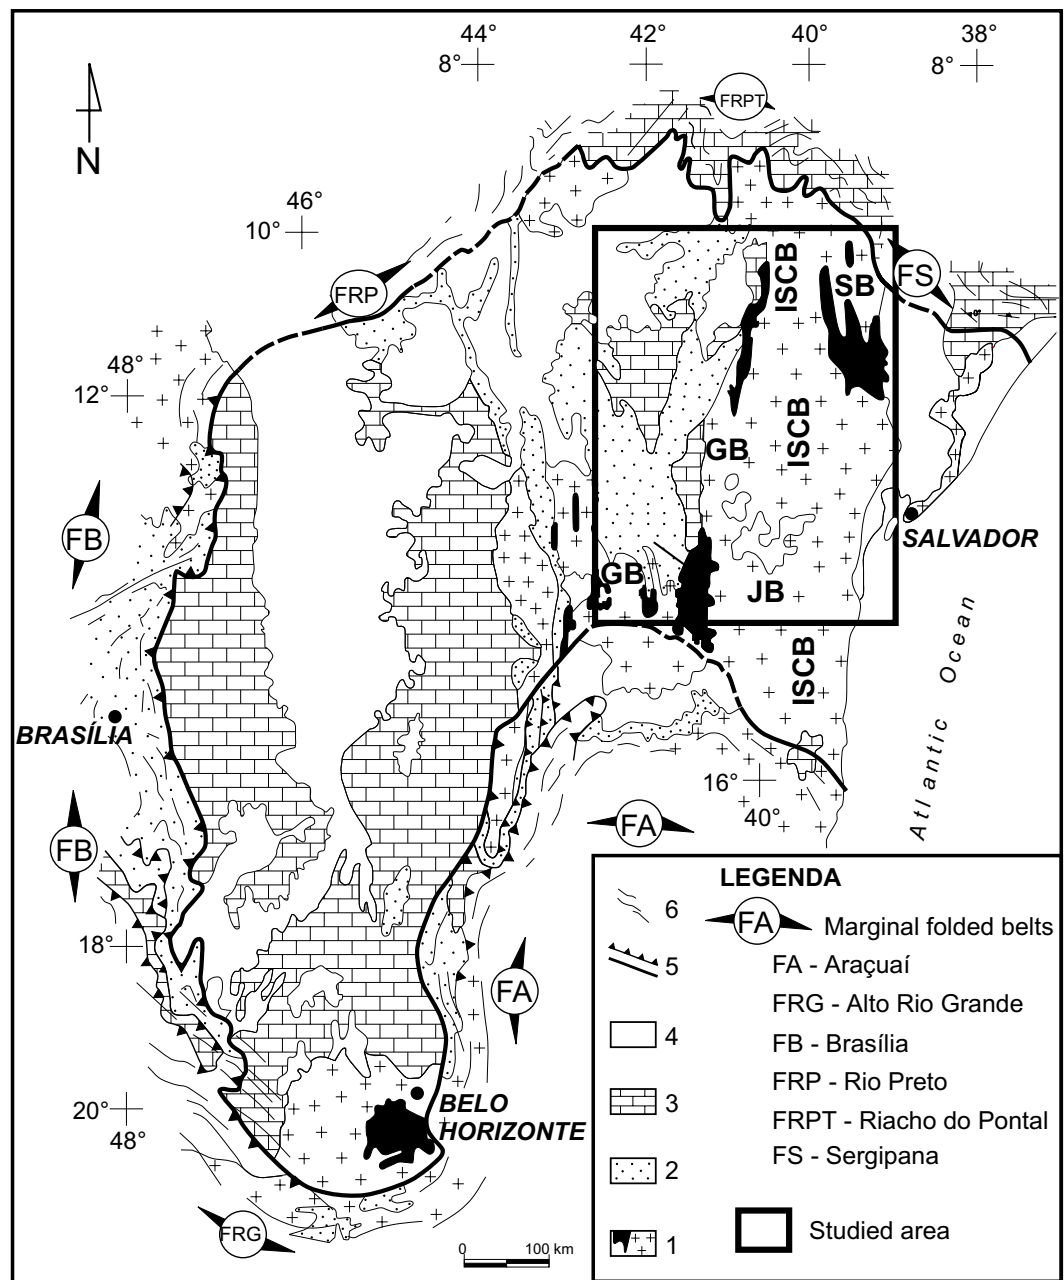 44°
42°
40°
38°
8°
8°
FRPT
N
46°
10°
FRP
ISCB
SB
FS
48°
12°
GB
ISCB
FB
SALVADOR
GB
JB
ISCB
BRASÍLIA
Atlantic Ocean
16°
40°
FA
FB
18°
FA
20°
48°
BELO
HORIZONTE
FRG
0 100 km
LEGENDA
6
FA Marginal folded belts
5
FA - Araçuaí
FRG - Alto Rio Grande
4
FB - Brasília
3
FRP - Rio Preto
FRPT - Riacho do Pontal
FS - Sergipana
2
1
Studied area